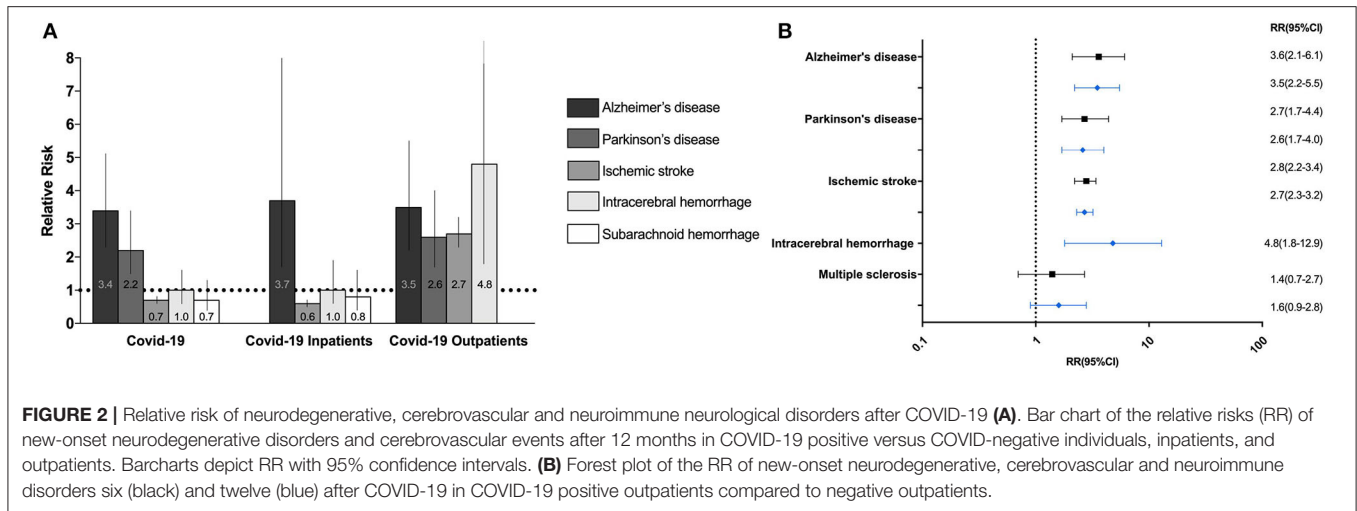 A
Relative Risk
8
7
6
5
4
3
2
1
0
3.4
2.2
0.7
1.0
0.7
3.7
0.6
1.0
0.8
3.5
2.6
2.7
4.8
Covid-19
Covid-19 Inpatients
Covid-19 Outpatients
Alzheimer's disease
Parkinson's disease
Ischemic stroke
Intracerebral hemorrhage
Subarachnoid hemorrhage
B
RR(95%CI)
Alzheimer's disease
3.6(2.1-6.1)
3.5(2.2-5.5)
Parkinson's disease
2.7(1.7-4.4)
2.6(1.7-4.0)
Ischemic stroke
2.8(2.2-3.4)
2.7(2.3-3.2)
Intracerebral hemorrhage
4.8(1.8-12.9)
Multiple sclerosis
1.4(0.7-2.7)
1.6(0.9-2.8)
0.1
1
10
100
RR(95%CI)
FIGURE 2 | Relative risk of neurodegenerative, cerebrovascular and neuroimmune neurological disorders after COVID-19 (A). Bar chart of the relative risks (RR) of
new-onset neurodegenerative disorders and cerebrovascular events after 12 months in COVID-19 positive versus COVID-negative individuals, inpatients, and
outpatients. Barcharts depict RR with 95% confidence intervals. (B) Forest plot of the RR of new-onset neurodegenerative, cerebrovascular and neuroimmune
disorders six (black) and twelve (blue) after COVID-19 in COVID-19 positive outpatients compared to negative outpatients.